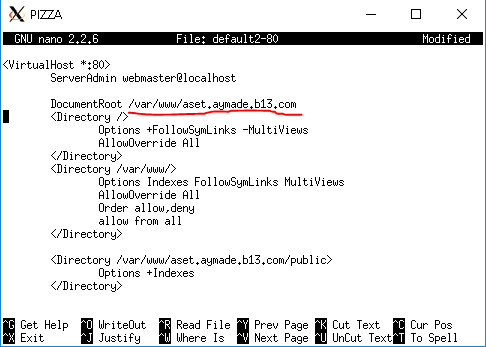 PIZZA
GNU nano 2.2.6 File: default2-80 Modified
<VirtualHost *:80>
ServerAdmin webmaster@localhost
DocumentRoot /var/www/aset.aymade.b13.com
<Directory />
Options +FollowSymLinks -MultiViews
AllowOverride All
</Directory>
<Directory /var/www/>
Options Indexes FollowSymLinks MultiViews
AllowOverride All
Order allow,deny
allow from all
</Directory>
<Directory /var/www/aset.aymade.b13.com/public>
Options +Indexes
</Directory>
^G Get Help ^O WriteOut ^R Read File ^Y Prev Page ^K Cut Text ^C Cur Pos
^X Exit ^J Justify ^W Where Is ^V Next Page ^U UnCut Text ^T To Spell